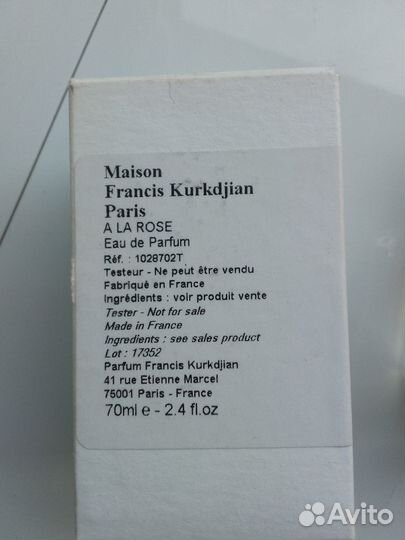 Maison
Francis Kurkdjian
Paris
A LA ROSE
Eau de Parfum
Réf. : 1028702T
Testeur - Ne peut être vendu
Fabriqué en France
Ingrédients : voir produit vente
Tester - Not for sale
Made in France
Ingredients : see sales product
Lot : 17352
Parfum Francis Kurkdjian
41 rue Etienne Marcel
75001 Paris - France
70ml e - 2.4 fl.oz
Avito